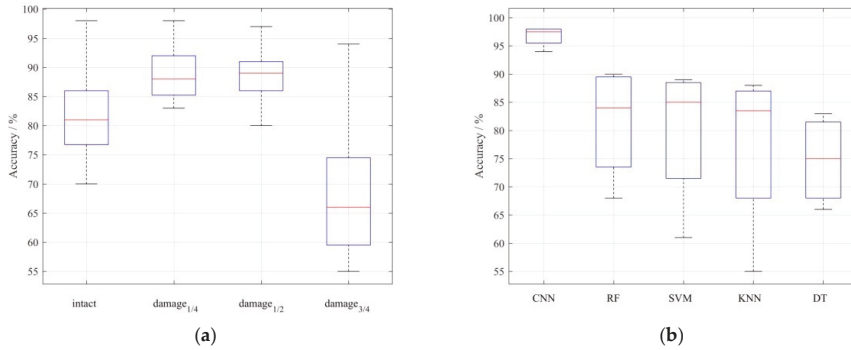 Accuracy / %
100
95
90
85
80
75
70
65
60
55
intact
damage1/4
damage1/2
damage3/4
(a)
Accuracy / %
100
95
90
85
80
75
70
65
60
55
CNN
RF
SVM
KNN
DT
(b)